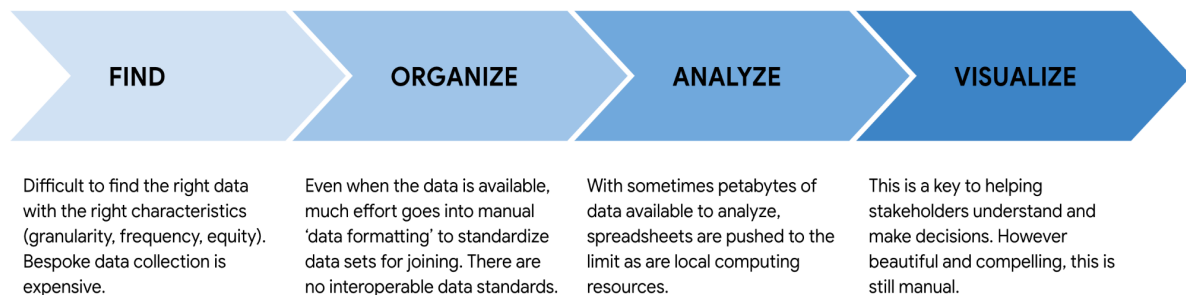 FIND
ORGANIZE
ANALYZE
VISUALIZE
Difficult to find the right data
with the right characteristics
(granularity, frequency, equity).
Bespoke data collection is
expensive.
Even when the data is available,
much effort goes into manual
‘data formatting’ to standardize
data sets for joining. There are
no interoperable data standards.
With sometimes petabytes of
data available to analyze,
spreadsheets are pushed to the
limit as are local computing
resources.
This is a key to helping
stakeholders understand and
make decisions. However
beautiful and compelling, this is
still manual.